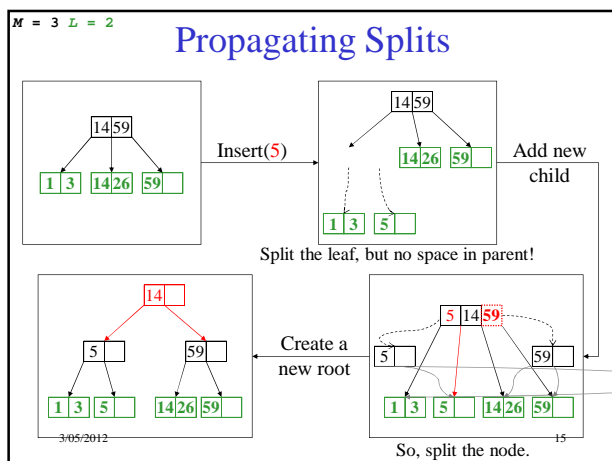 M = 3 L = 2
Propagating Splits
14 59
1 3 14 26 59
Insert(5)
14 59
14 26 59
1 3 5
Add new
child
Split the leaf, but no space in parent!
14
5 59
1 3 5 14 26 59
Create a
new root
5 14 59
5 59
1 3 5 14 26 59
So, split the node.
3/05/2012
15